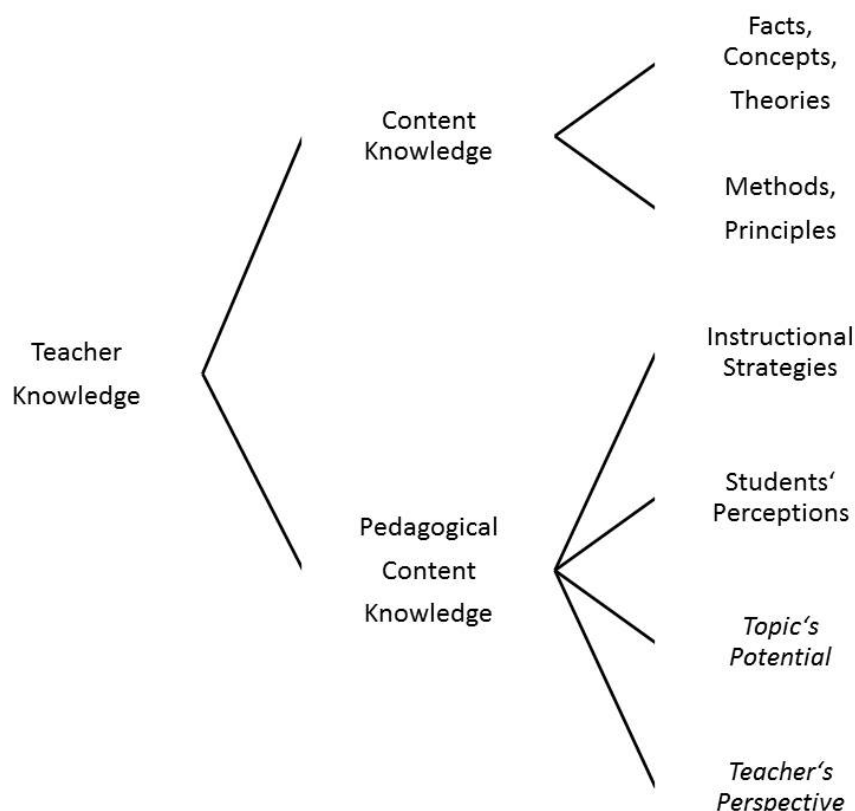 Facts,
Concepts,
Theories
Content
Knowledge
Methods,
Principles
Teacher
Knowledge
Instructional
Strategies
Students‘
Perceptions
Pedagogical
Content
Knowledge
Topic‘s
Potential
Teacher‘s
Perspective